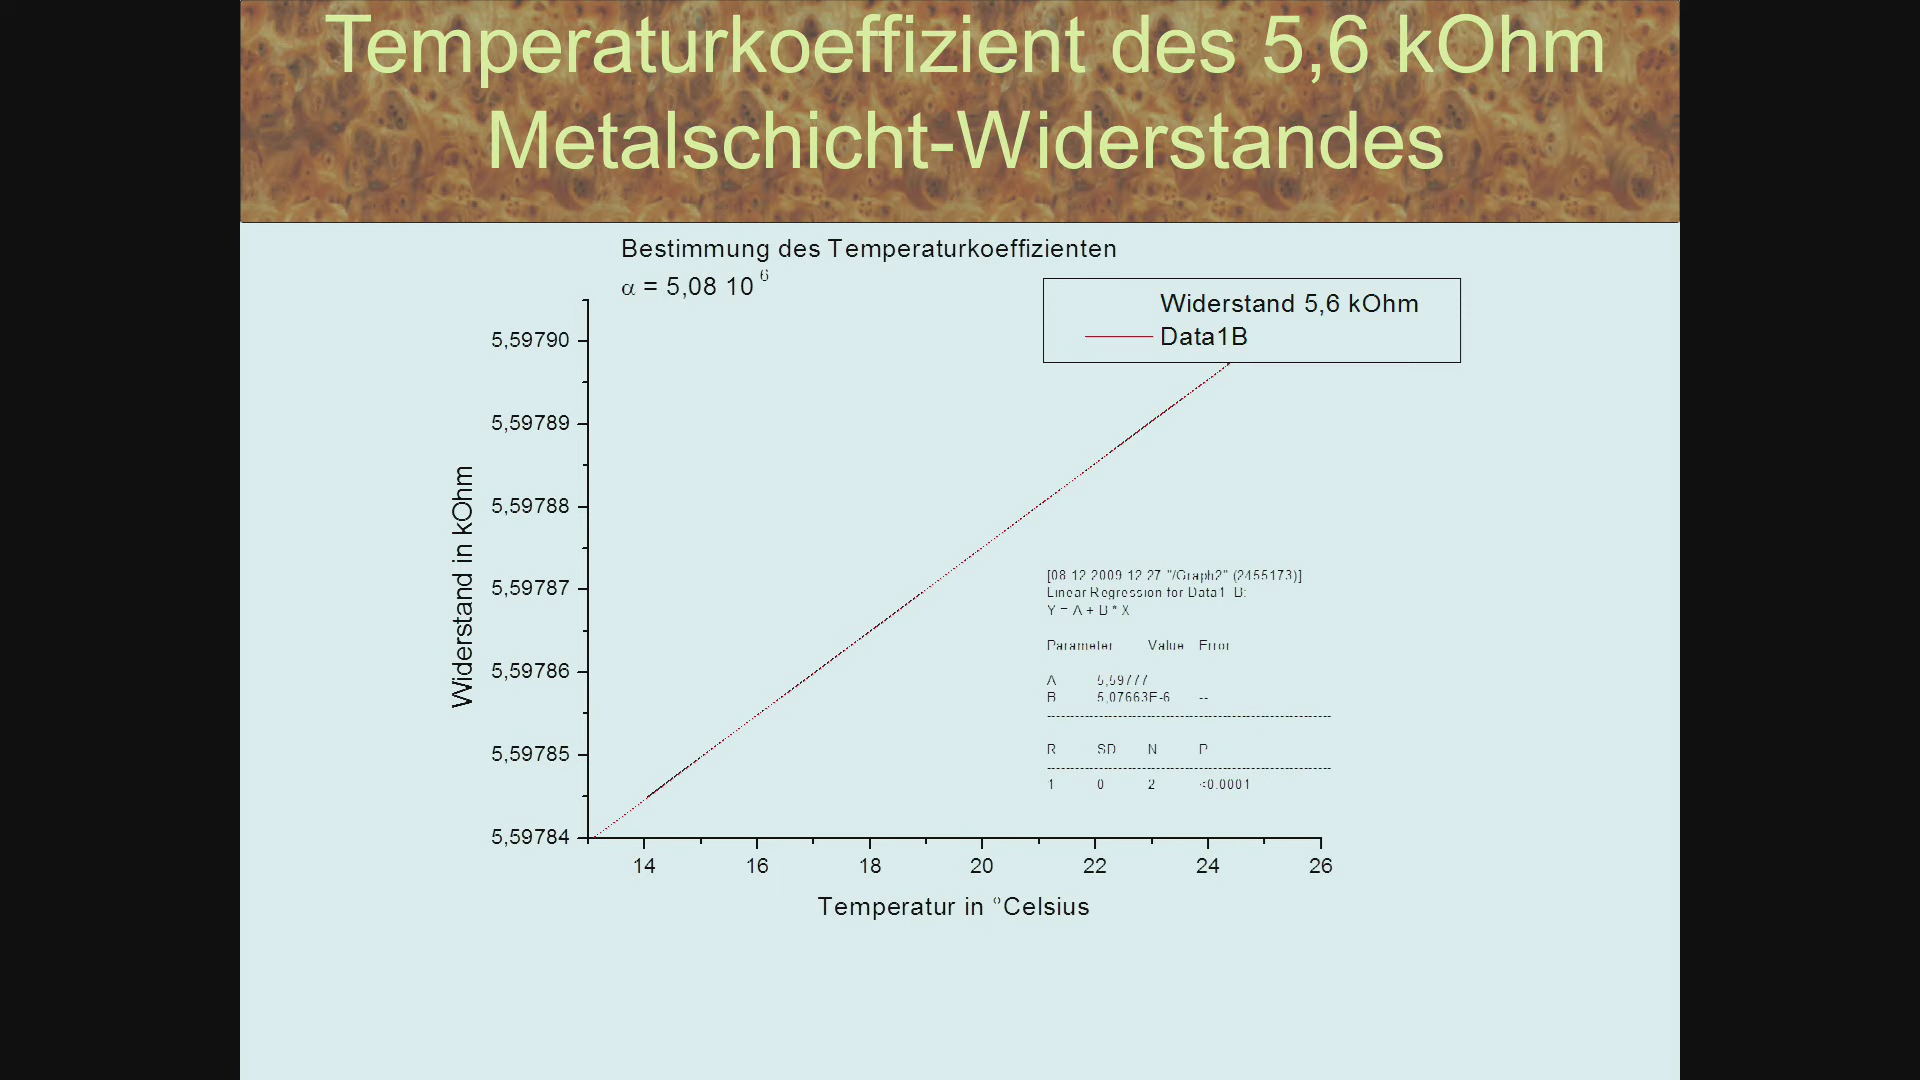 Temperaturkoeffizient des 5,6 kOhm
Metalschicht-Widerstandes
Bestimmung des Temperaturkoeffizienten
α = 5,08 10 6
Widerstand 5,6 kOhm
Data1B
5,59790
5,59789
5,59788
5,59787
5,59786
5,59785
5,59784
Widerstand in kOhm
[08.12.2009 12:27 "/Graph2" (2455173)]
Linear Regression for Data1_B:
Y = A + B * X
Parameter Value Error
A 5,59777
B 5,07663E-6 --
R SD N P
1 0 2 <0.0001
14 16 18 20 22 24 26
Temperatur in °Celsius